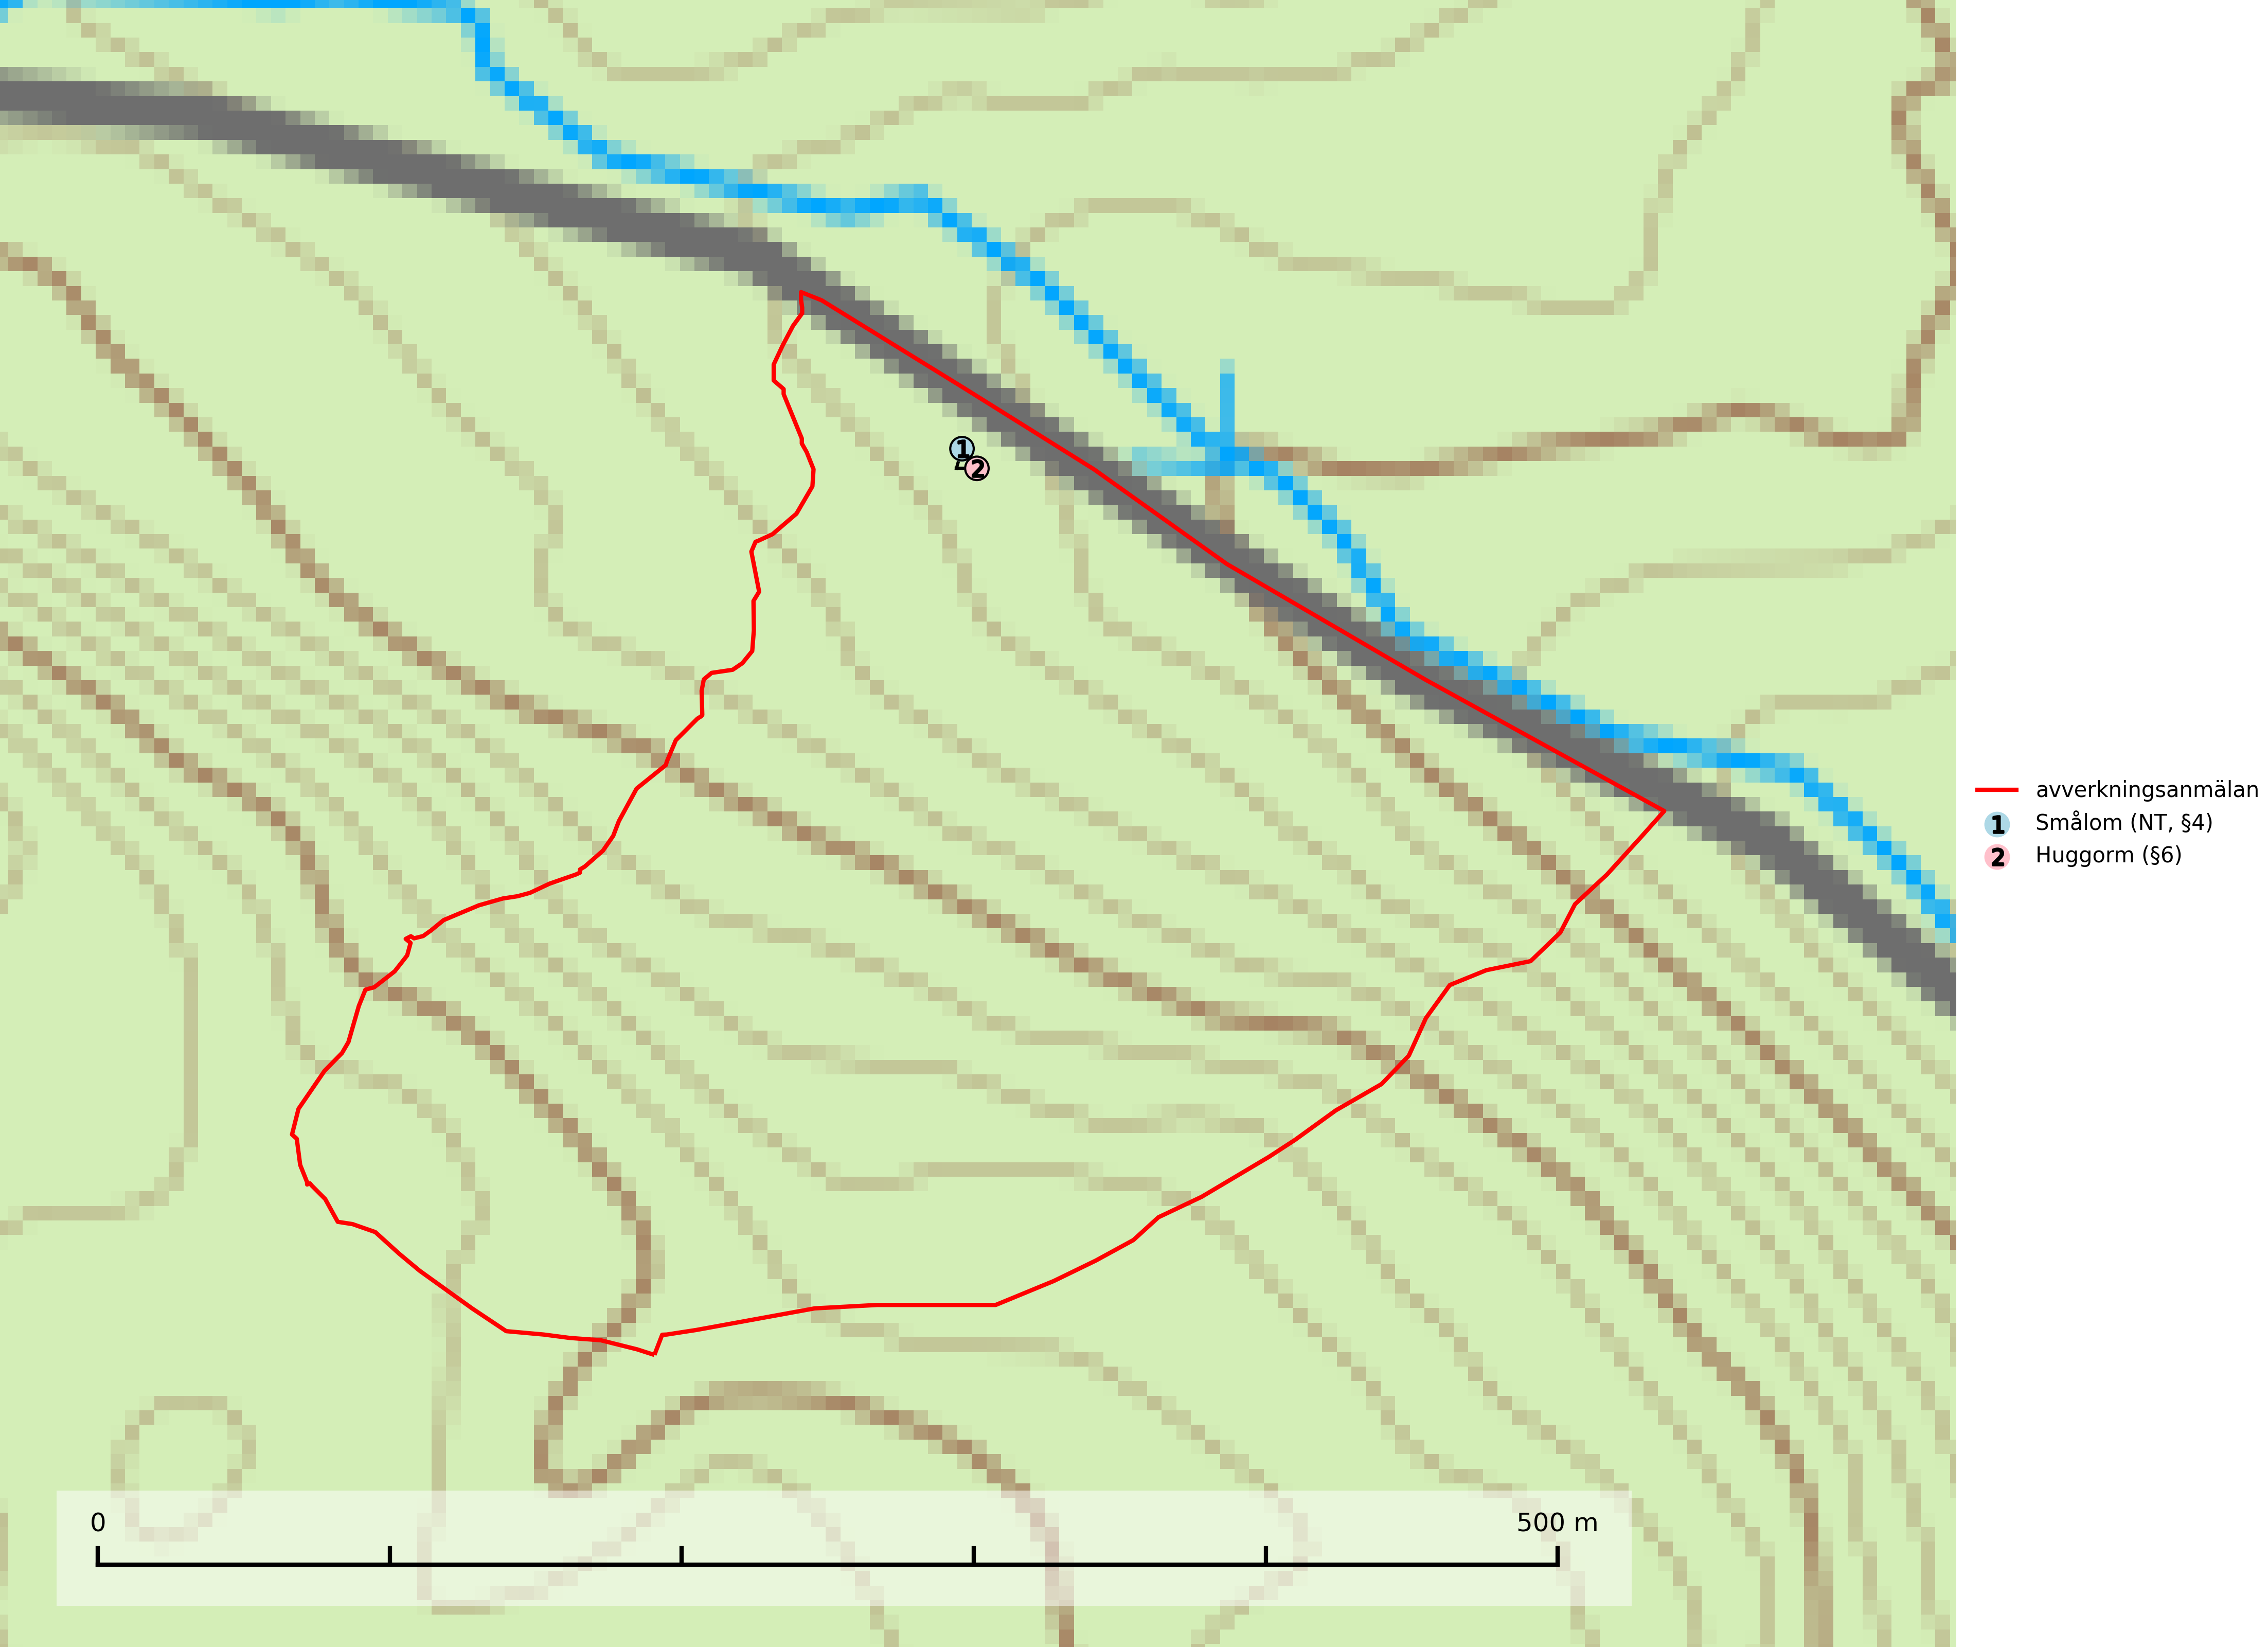 1
2
avverkningsanmälan
1 Smålom (NT, §4)
2 Huggorm (§6)
0 500 m